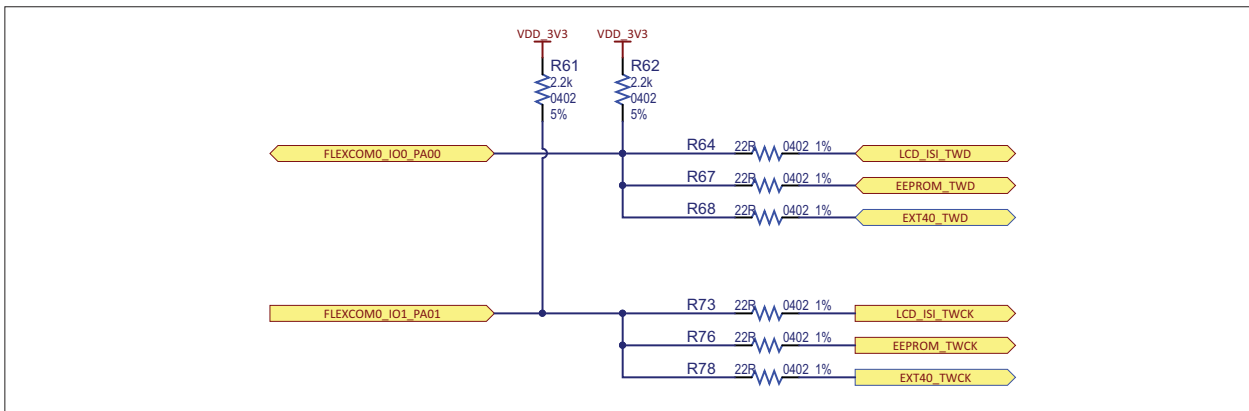 VDD_3V3 VDD_3V3
R61 R62
2.2k 2.2k
0402 0402
5% 5%
FLEXCOM0_IO0_PA00 R64 22R 0402 1% LCD_ISI_TWD
R67 22R 0402 1% EEPROM_TWD
R68 22R 0402 1% EXT40_TWD
FLEXCOM0_IO1_PA01 R73 22R 0402 1% LCD_ISI_TWCK
R76 22R 0402 1% EEPROM_TWCK
R78 22R 0402 1% EXT40_TWCK